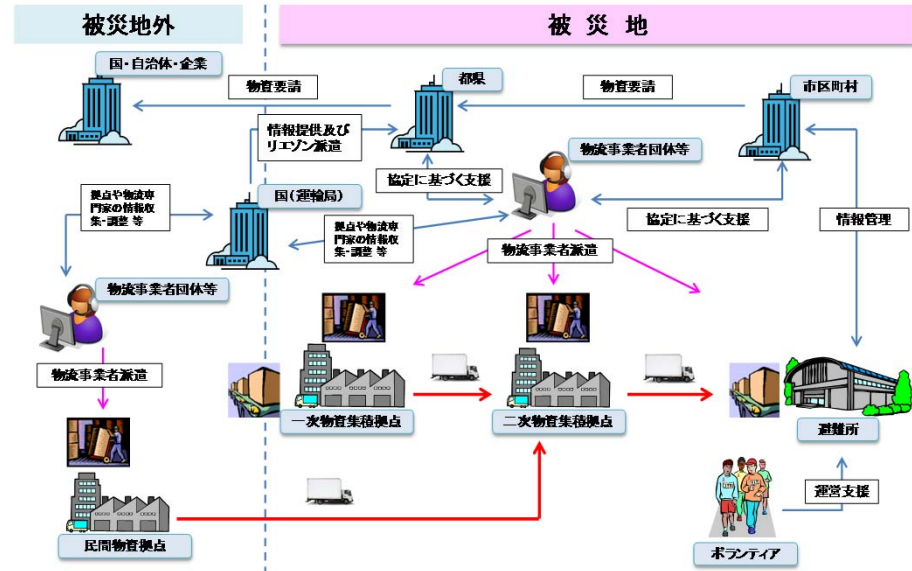 被災地外
被 災 地
国・自治体・企業
物資要請
都県
物資要請
市区町村
情報提供及び
リエゾン派遣
物流事業者団体等
協定に基づく支援
拠点や物流専
門家の情報収
集・調整 等
国(運輸局)
拠点や物流専
門家の情報収
集・調整 等
協定に基づく支援
情報管理
物流事業者派遣
物流事業者団体等
物流事業者派遣
一次物資集積拠点
二次物資集積拠点
避難所
運営支援
民間物資拠点
ボランティア